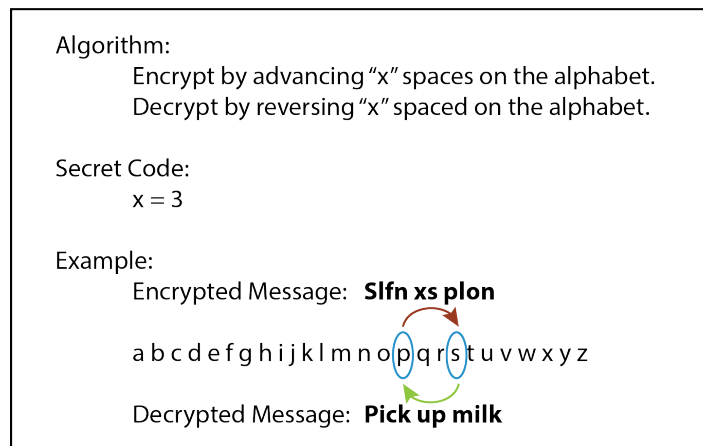 Algorithm:
Encrypt by advancing “x” spaces on the alphabet.
Decrypt by reversing “x” spaced on the alphabet.
Secret Code:
x = 3
Example:
Encrypted Message: Slfn xs plon
a b c d e f g h i j k l m n o p q r s t u v w x y z
Decrypted Message: Pick up milk